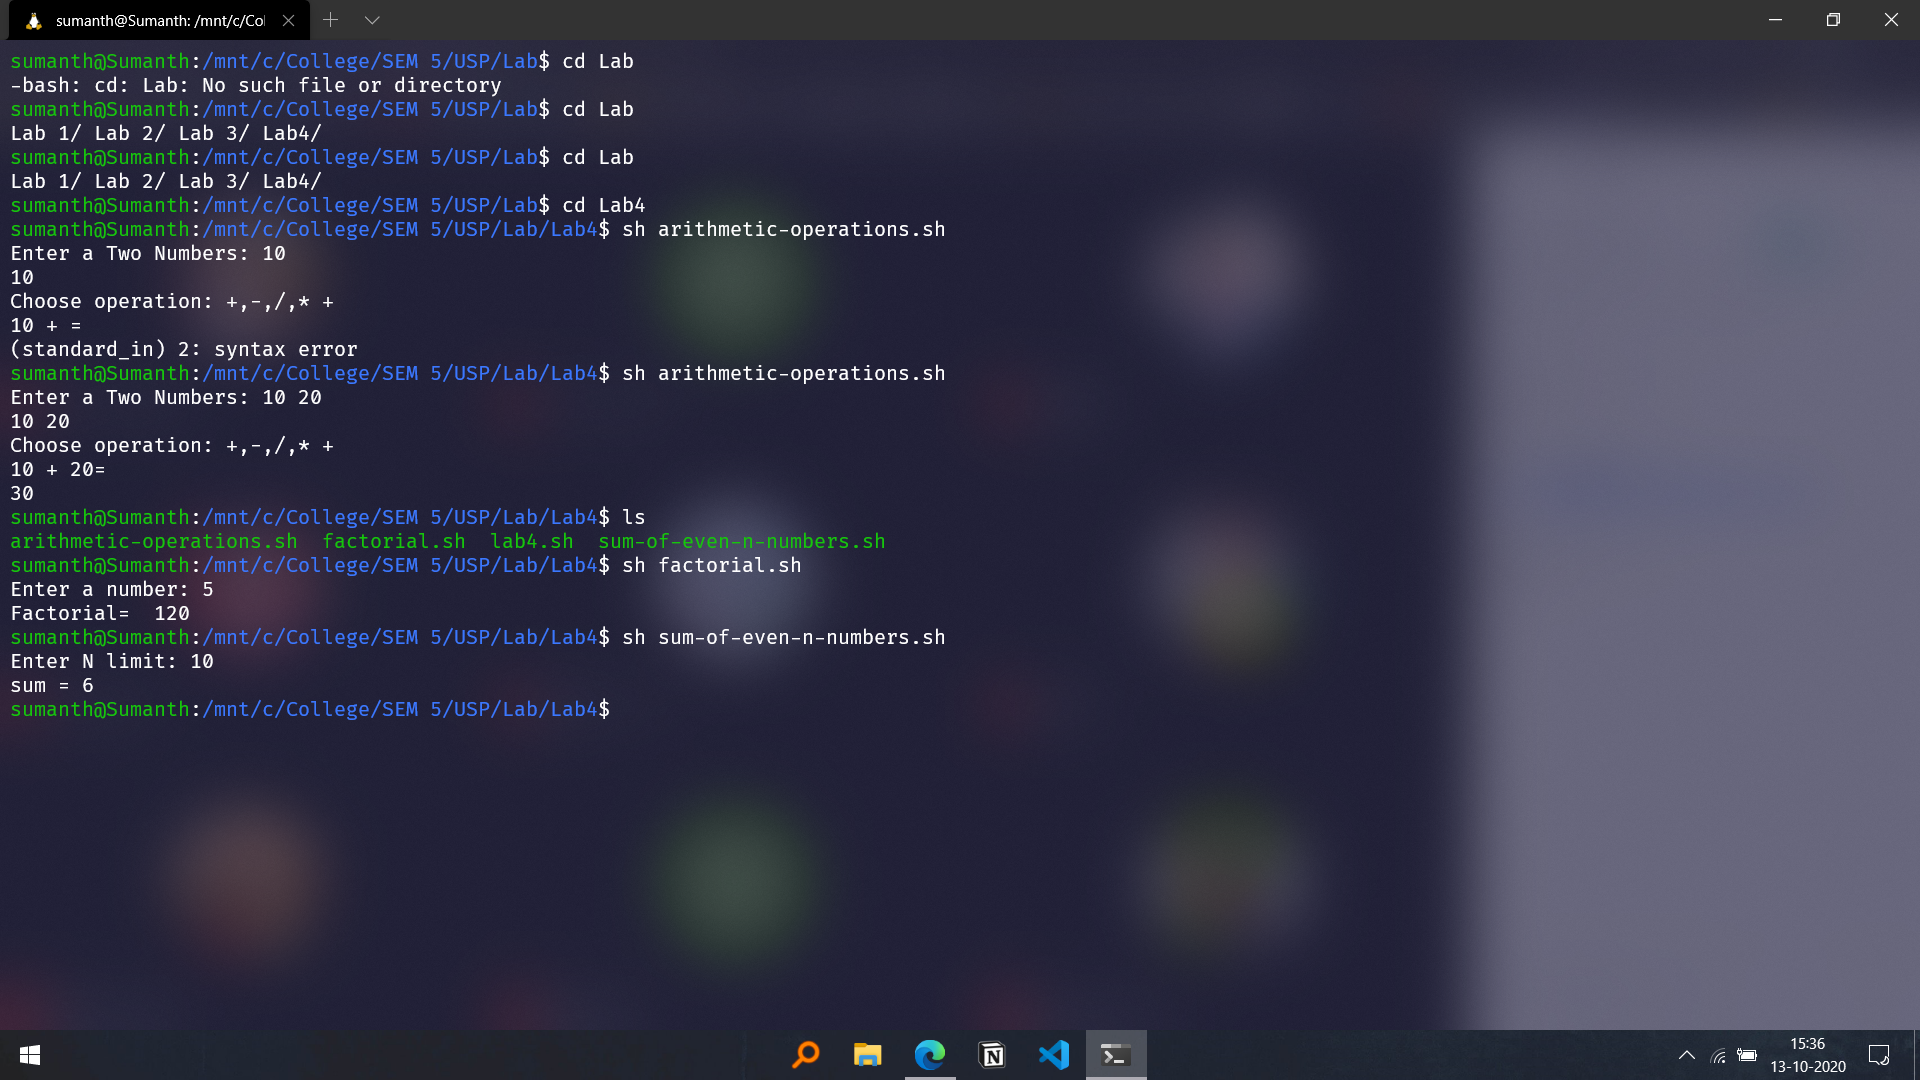 sumanth@Sumanth: /mnt/c/Col
sumanth@Sumanth:/mnt/c/College/SEM 5/USP/Lab$ cd Lab
-bash: cd: Lab: No such file or directory
sumanth@Sumanth:/mnt/c/College/SEM 5/USP/Lab$ cd Lab
Lab 1/ Lab 2/ Lab 3/ Lab4/
sumanth@Sumanth:/mnt/c/College/SEM 5/USP/Lab$ cd Lab
Lab 1/ Lab 2/ Lab 3/ Lab4/
sumanth@Sumanth:/mnt/c/College/SEM 5/USP/Lab$ cd Lab4
sumanth@Sumanth:/mnt/c/College/SEM 5/USP/Lab/Lab4$ sh arithmetic-operations.sh
Enter a Two Numbers: 10
10
Choose operation: +,-,/,* +
10 + =
(standard_in) 2: syntax error
sumanth@Sumanth:/mnt/c/College/SEM 5/USP/Lab/Lab4$ sh arithmetic-operations.sh
Enter a Two Numbers: 10 20
10 20
Choose operation: +,-,/,* +
10 + 20=
30
sumanth@Sumanth:/mnt/c/College/SEM 5/USP/Lab/Lab4$ ls
arithmetic-operations.sh  factorial.sh  lab4.sh  sum-of-even-n-numbers.sh
sumanth@Sumanth:/mnt/c/College/SEM 5/USP/Lab/Lab4$ sh factorial.sh
Enter a number: 5
Factorial=  120
sumanth@Sumanth:/mnt/c/College/SEM 5/USP/Lab/Lab4$ sh sum-of-even-n-numbers.sh
Enter N limit: 10
sum = 6
sumanth@Sumanth:/mnt/c/College/SEM 5/USP/Lab/Lab4$
15:36
13-10-2020